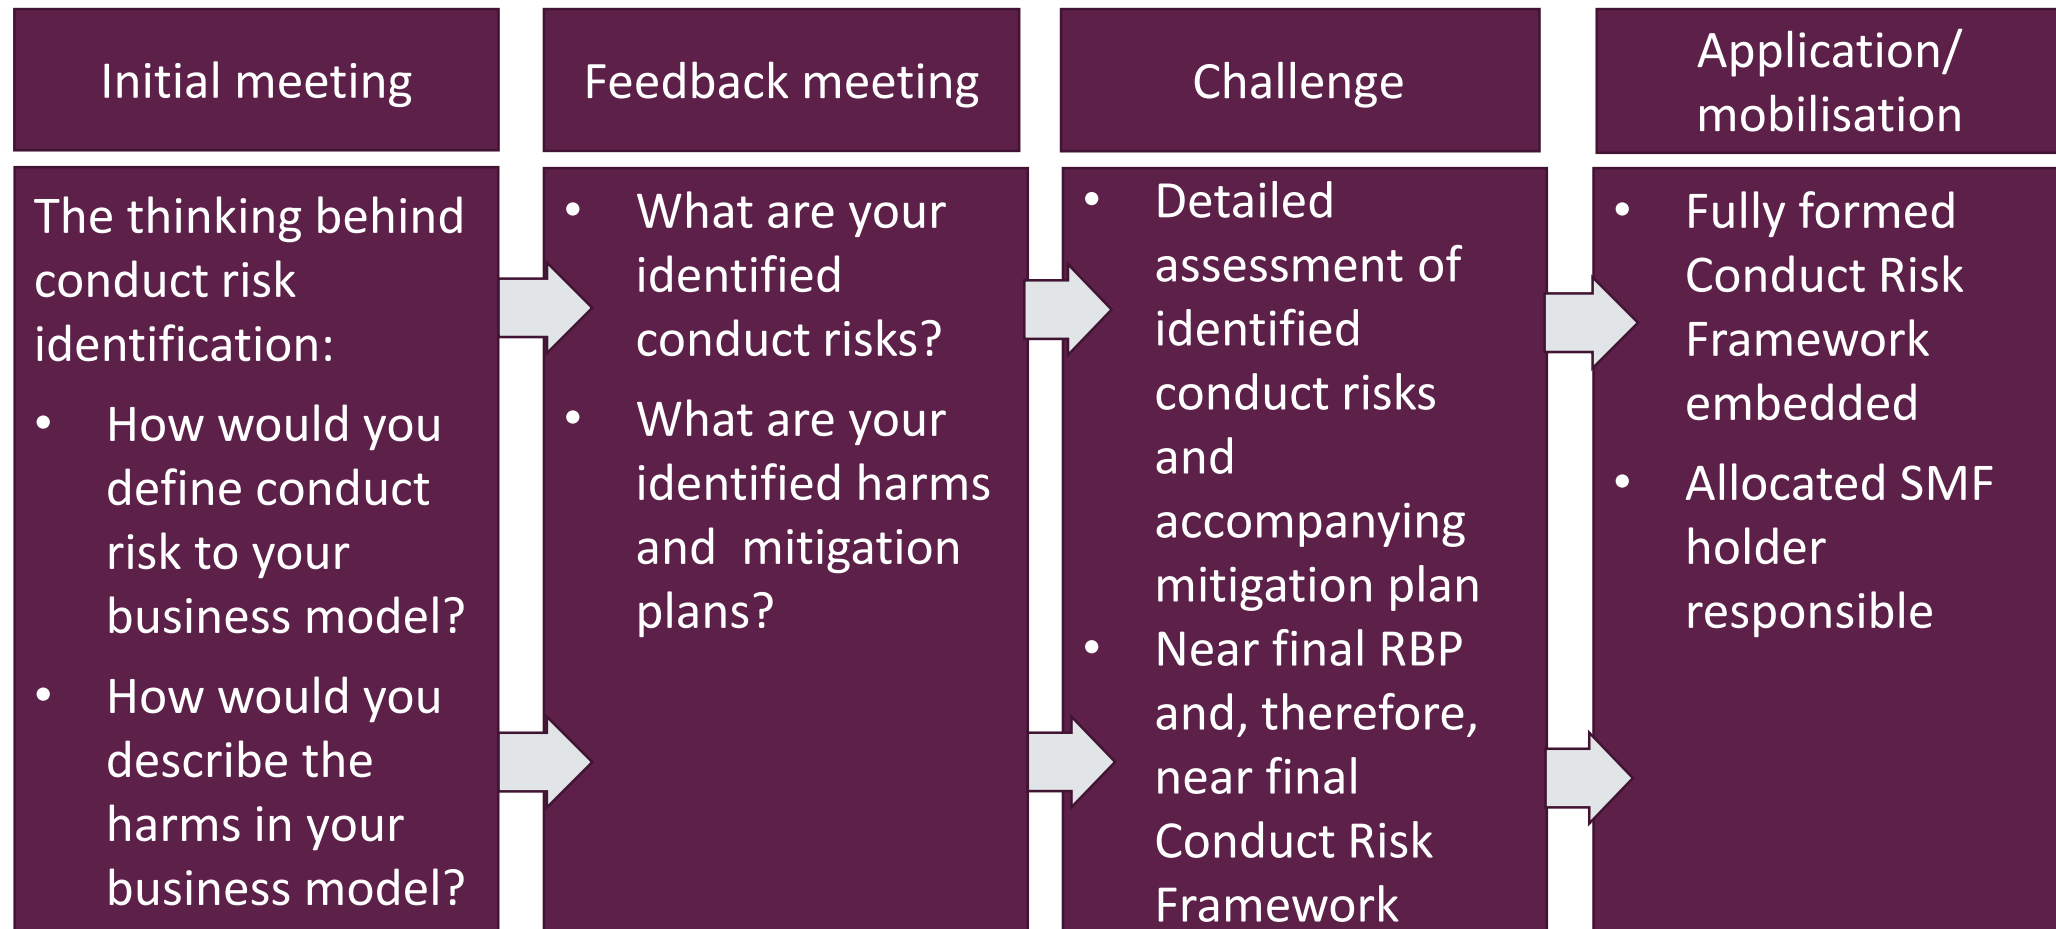 Initial meeting
The thinking behind
conduct risk
identification:
• How would you
define conduct
risk to your
business model?
• How would you
describe the
harms in your
business model?
Feedback meeting
• What are your
identified
conduct risks?
• What are your
identified harms
and  mitigation
plans?
Challenge
• Detailed
assessment of
identified
conduct risks
and
accompanying
mitigation plan
• Near final RBP
and, therefore,
near final
Conduct Risk
Framework
Application/
mobilisation
• Fully formed
Conduct Risk
Framework
embedded
• Allocated SMF
holder
responsible